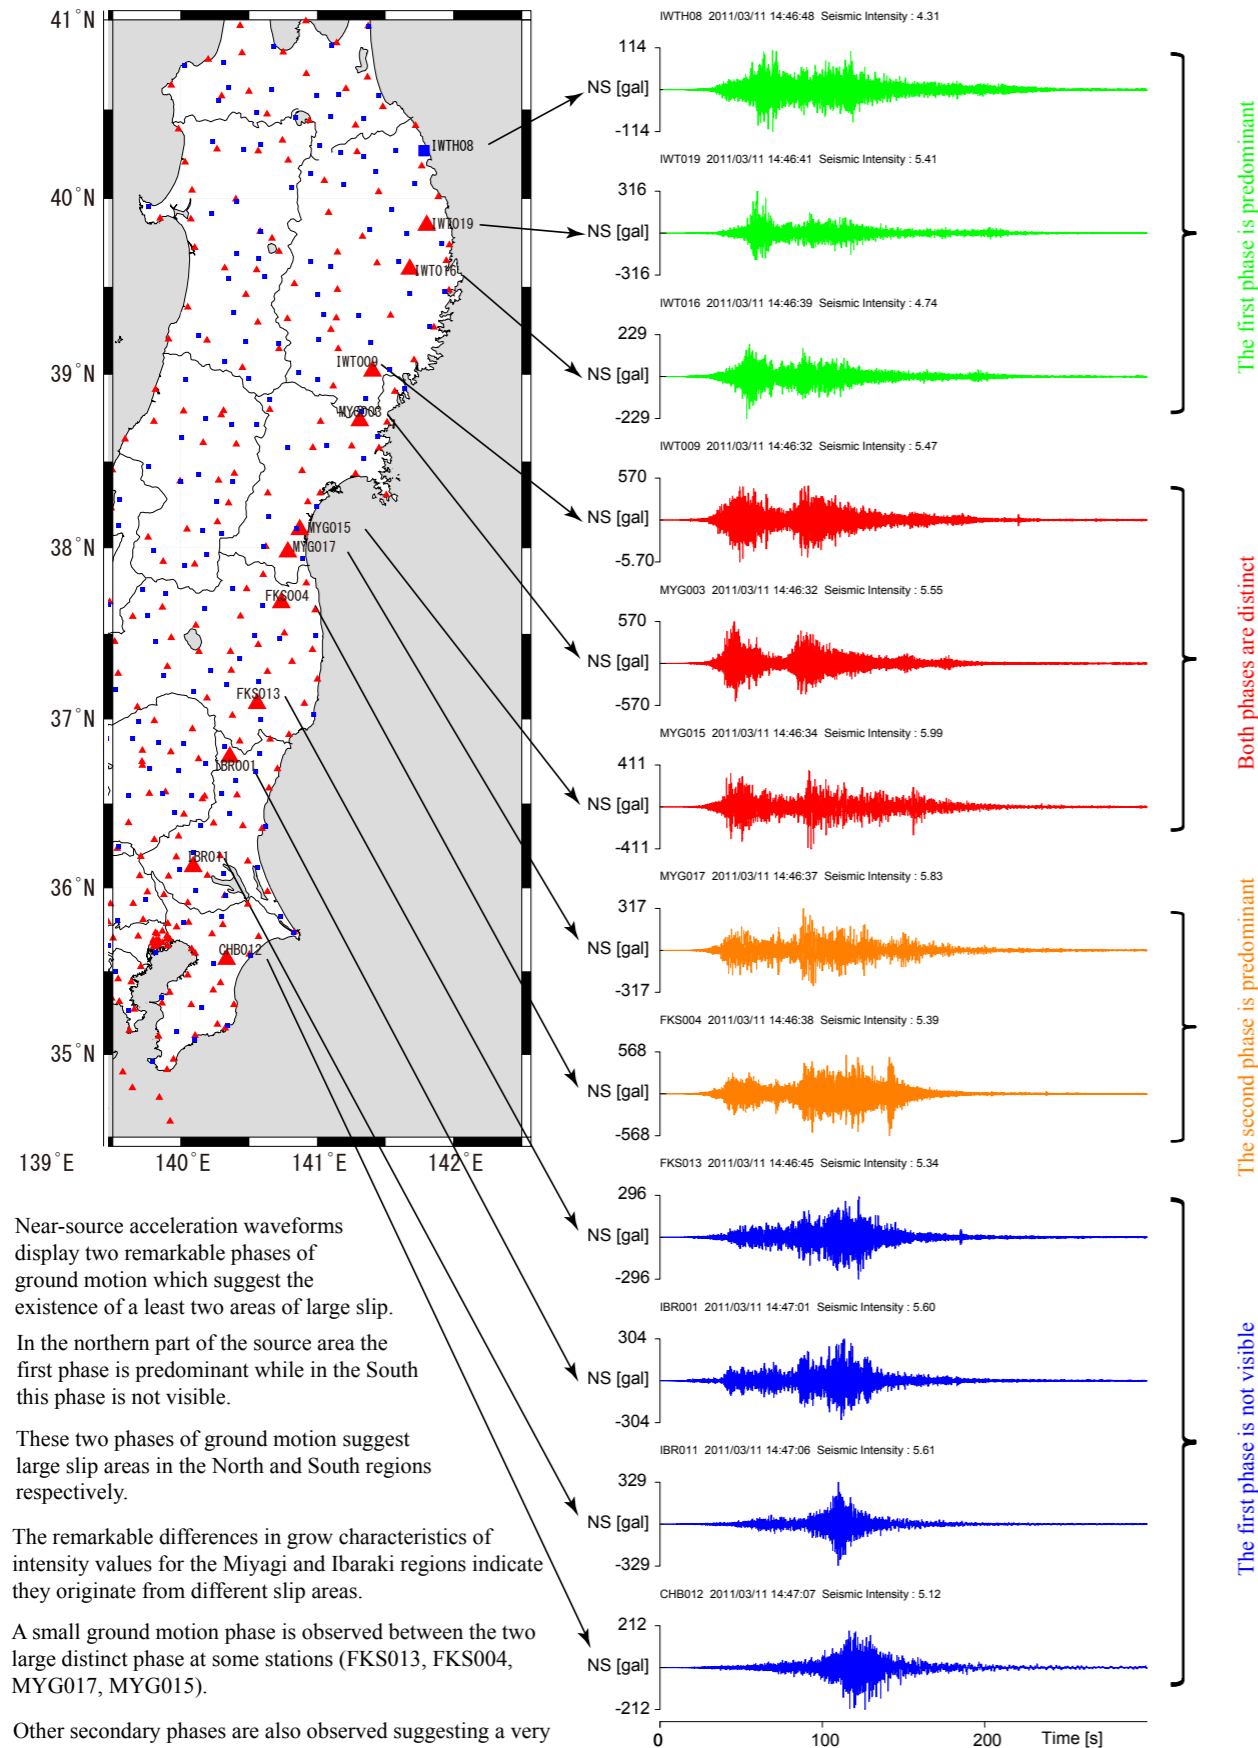 41°N
40°N
39°N
38°N
37°N
36°N
35°N
139°E
140°E
141°E
142°E
IWTH08
IWT019
IWT016
IWT009
MYG003
MYG015
MYG017
FKS004
FKS013
IBR001
IBR011
CHB012
IWTH08 2011/03/11 14:46:48 Seismic Intensity : 4.31
114
NS [gal]
-114
IWT019 2011/03/11 14:46:41 Seismic Intensity : 5.41
316
NS [gal]
-316
IWT016 2011/03/11 14:46:39 Seismic Intensity : 4.74
229
NS [gal]
-229
The first phase is predominant
IWT009 2011/03/11 14:46:32 Seismic Intensity : 5.47
570
NS [gal]
-5.70
MYG003 2011/03/11 14:46:32 Seismic Intensity : 5.55
570
NS [gal]
-570
MYG015 2011/03/11 14:46:34 Seismic Intensity : 5.99
411
NS [gal]
-411
Both phases are distinct
MYG017 2011/03/11 14:46:37 Seismic Intensity : 5.83
317
NS [gal]
-317
FKS004 2011/03/11 14:46:38 Seismic Intensity : 5.39
568
NS [gal]
-568
The second phase is predominant
FKS013 2011/03/11 14:46:45 Seismic Intensity : 5.34
296
NS [gal]
-296
IBR001 2011/03/11 14:47:01 Seismic Intensity : 5.60
304
NS [gal]
-304
IBR011 2011/03/11 14:47:06 Seismic Intensity : 5.61
329
NS [gal]
-329
CHB012 2011/03/11 14:47:07 Seismic Intensity : 5.12
212
NS [gal]
-212
The first phase is not visible
0
100
200
Time [s]
Near-source acceleration waveforms
display two remarkable phases of
ground motion which suggest the
existence of a least two areas of large slip.
In the northern part of the source area the
first phase is predominant while in the South
this phase is not visible.
These two phases of ground motion suggest
large slip areas in the North and South regions
respectively.
The remarkable differences in grow characteristics of
intensity values for the Miyagi and Ibaraki regions indicate
they originate from different slip areas.
A small ground motion phase is observed between the two
large distinct phase at some stations (FKS013, FKS004,
MYG017, MYG015).
Other secondary phases are also observed suggesting a very